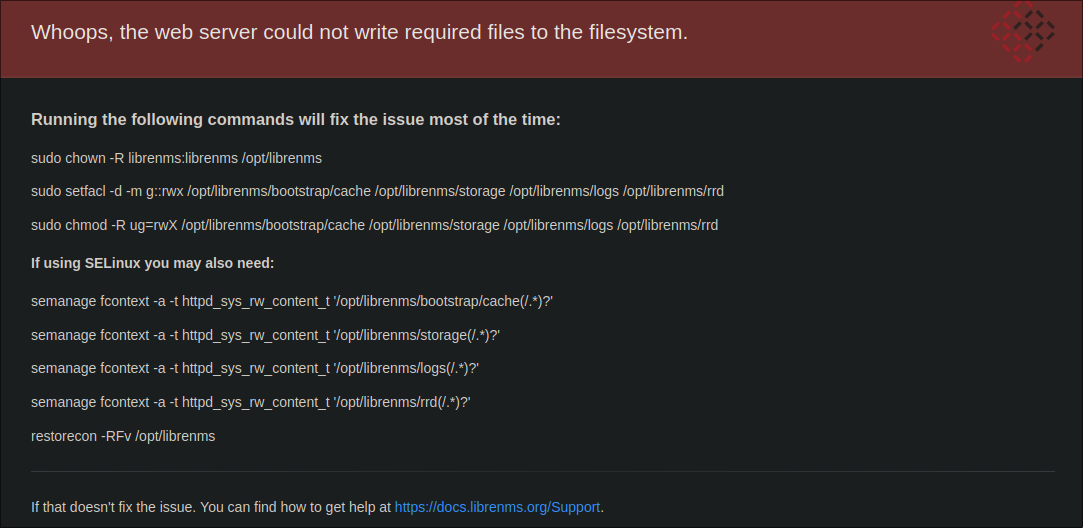 Whoops, the web server could not write required files to the filesystem.
Running the following commands will fix the issue most of the time:
sudo chown -R librenms:librenms /opt/librenms
sudo setfacl -d -m g::rwx /opt/librenms/bootstrap/cache /opt/librenms/storage /opt/librenms/logs /opt/librenms/rrd
sudo chmod -R ug=rwX /opt/librenms/bootstrap/cache /opt/librenms/storage /opt/librenms/logs /opt/librenms/rrd
If using SELinux you may also need:
semanage fcontext -a -t httpd_sys_rw_content_t '/opt/librenms/bootstrap/cache(/.*)?'
semanage fcontext -a -t httpd_sys_rw_content_t '/opt/librenms/storage(/.*)?'
semanage fcontext -a -t httpd_sys_rw_content_t '/opt/librenms/logs(/.*)?'
semanage fcontext -a -t httpd_sys_rw_content_t '/opt/librenms/rrd(/.*)?'
restorecon -RFv /opt/librenms
If that doesn't fix the issue. You can find how to get help at https://docs.librenms.org/Support.